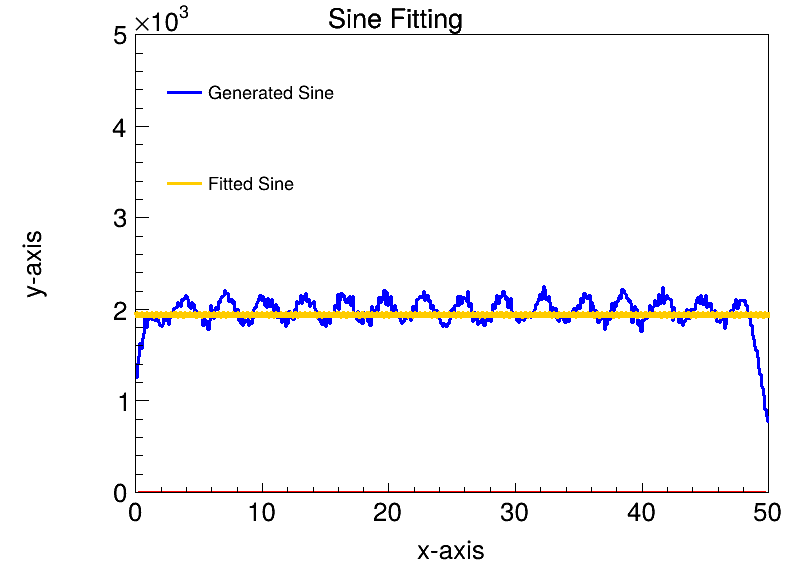 Sine Fitting
×10³
5
4
3
2
1
0
Generated Sine
Fitted Sine
y-axis
0 10 20 30 40 50
x-axis